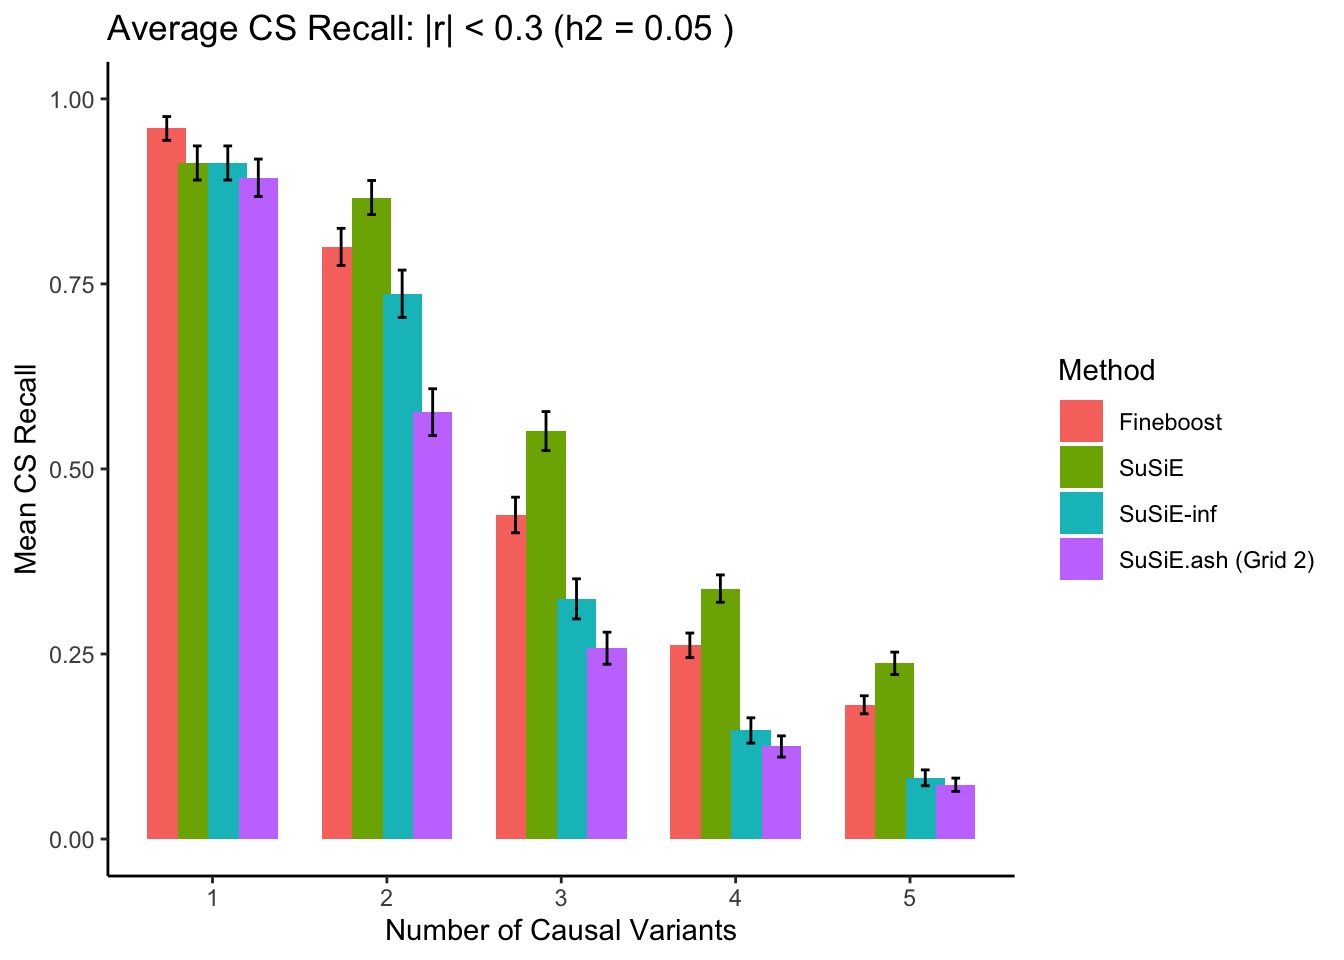 Average CS Recall: |r| < 0.3 (h2 = 0.05 )
Mean CS Recall
1.00
0.75
0.50
0.25
0.00
1 2 3 4 5
Number of Causal Variants
Method
Fineboost
SuSiE
SuSiE-inf
SuSiE.ash (Grid 2)